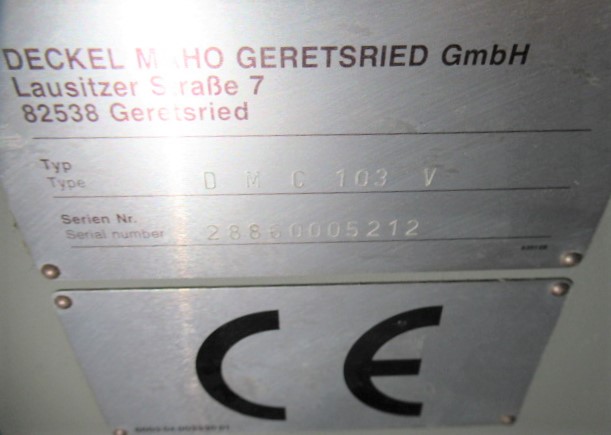 DECKEL MAHO GERETSRIED GmbH
Lausitzer Straße 7
82538 Geretsried
Typ
Type D M C 103 V
Serien Nr.
Serial number 28860005212
CE